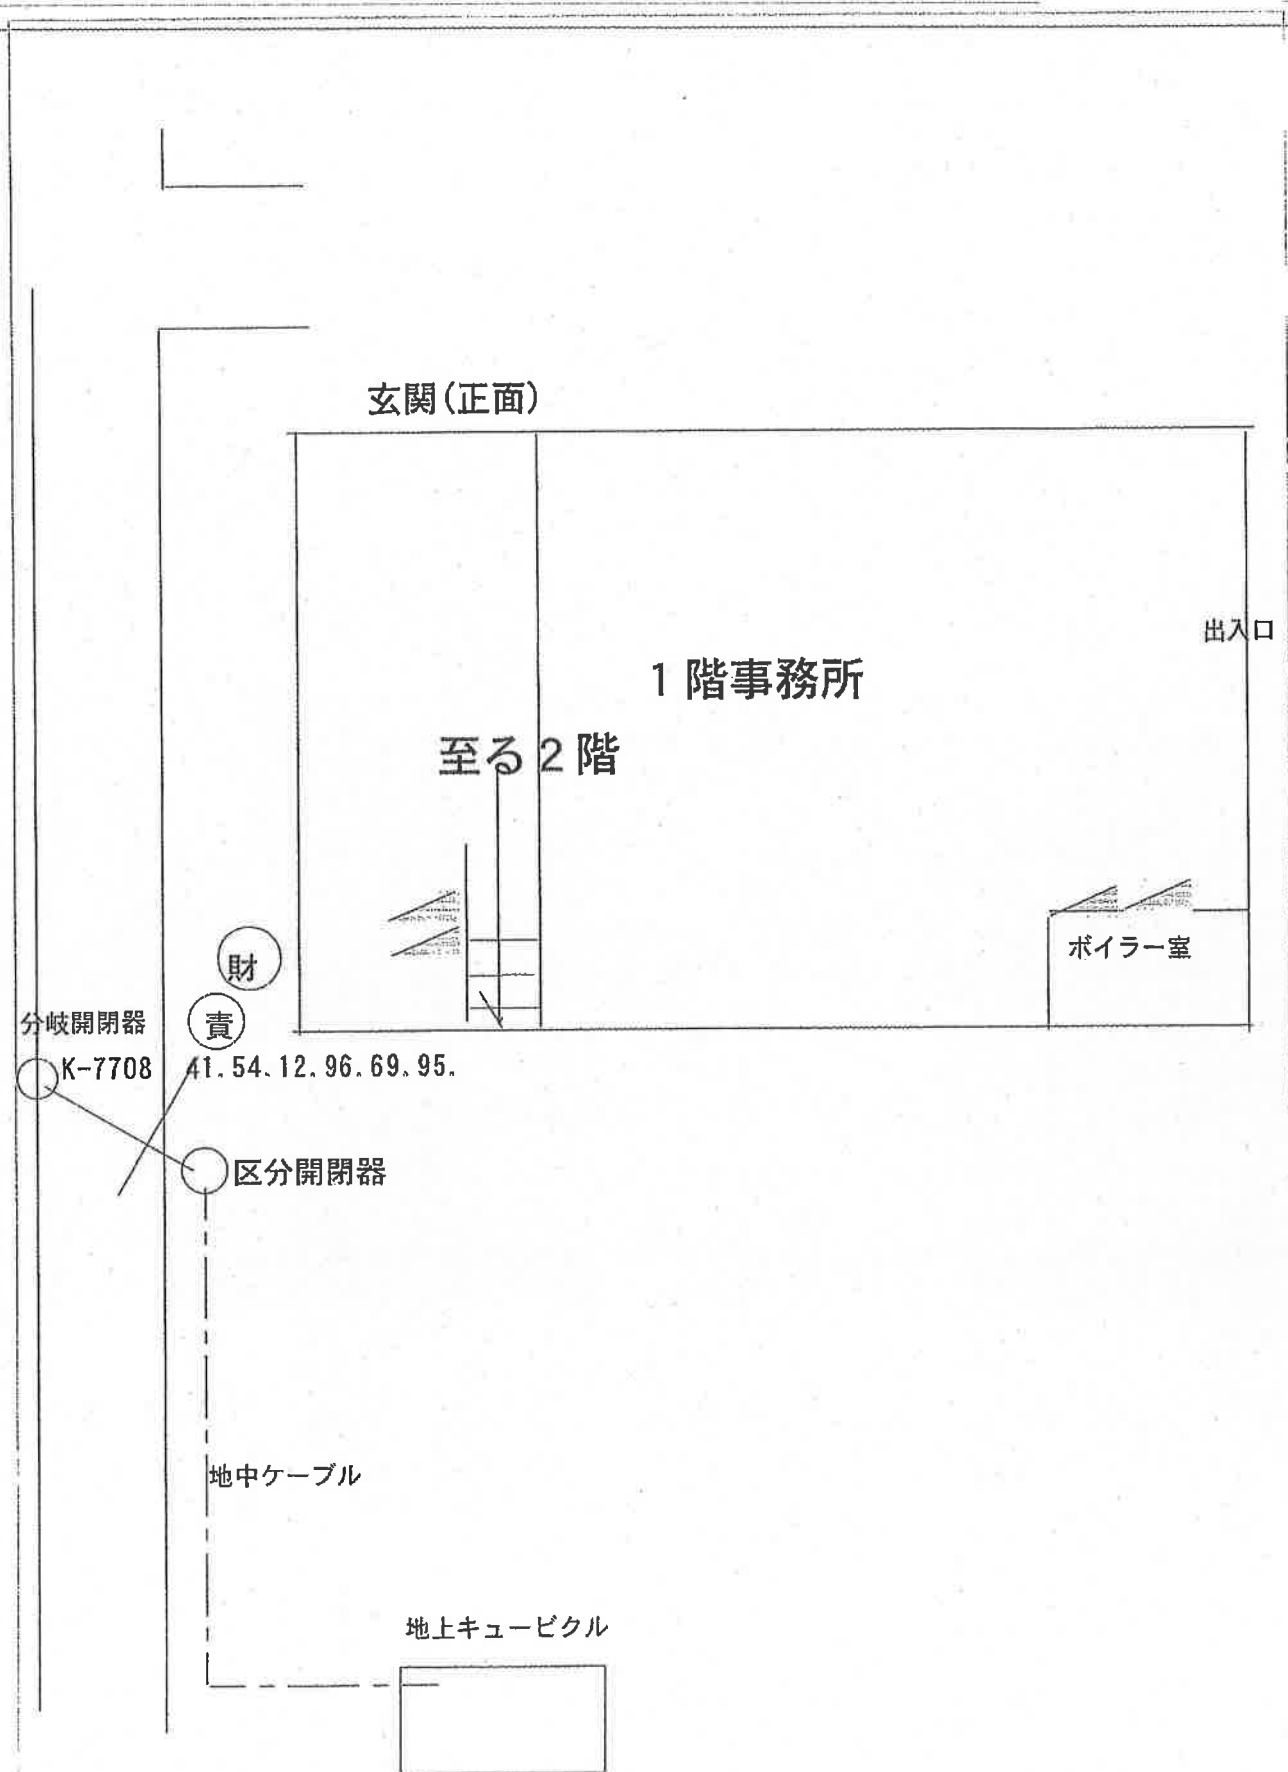 玄関(正面)
出入口
1階事務所
至る2階
ボイラー室
財
責
分岐開閉器
K-7708
41.54.12.96.69.95.
区分開閉器
地中ケーブル
地上キュービクル